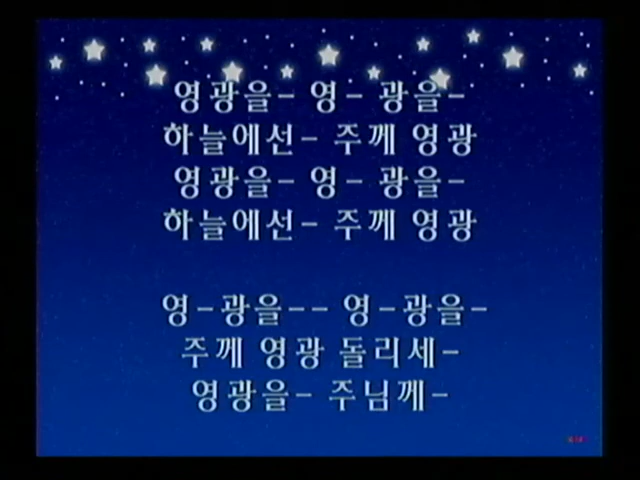 영광을- 영- 광을-
하늘에선- 주께 영광
영광을- 영- 광을-
하늘에선- 주께 영광
영-광을-- 영-광을-
주께 영광 돌리세-
영광을- 주님께-